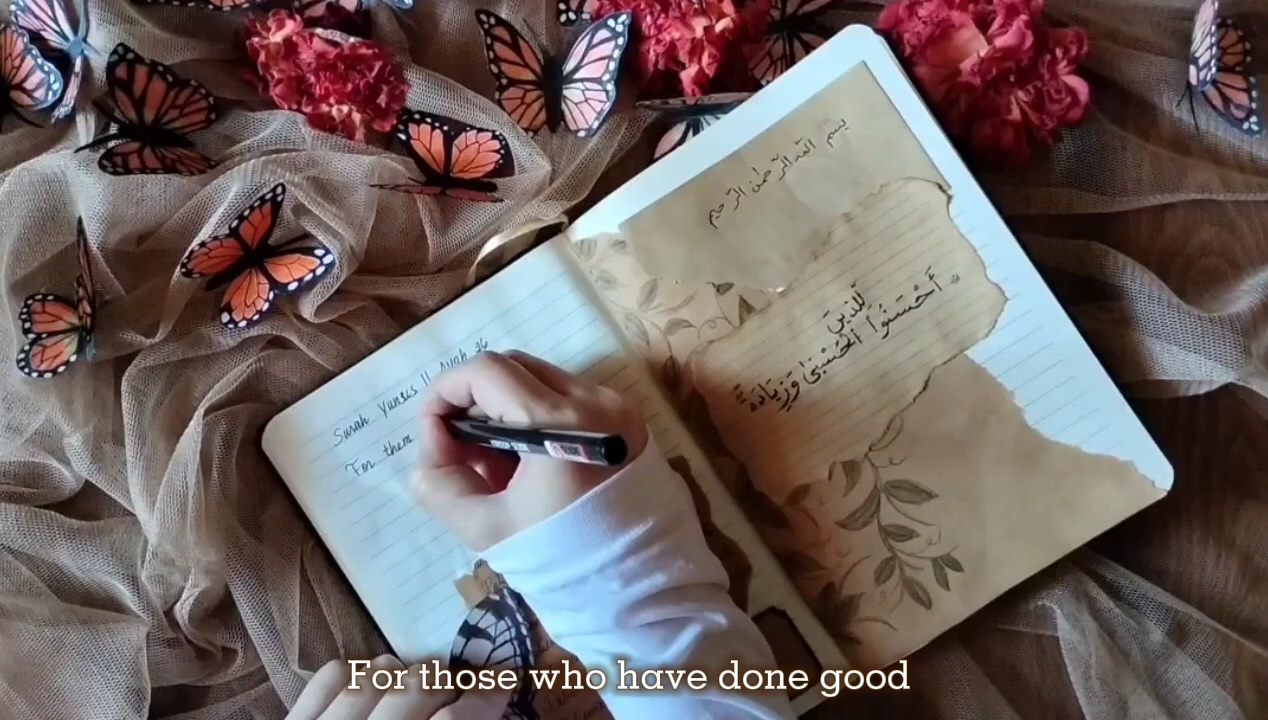 بسم الله الرحمن الرحيم
لِّلَّذِينَ
أَحْسَنُوا۟ ٱلْحُسْنَىٰ وَزِيَادَةٌ
Surah Yunus || Ayah 26
For them
For those who have done good